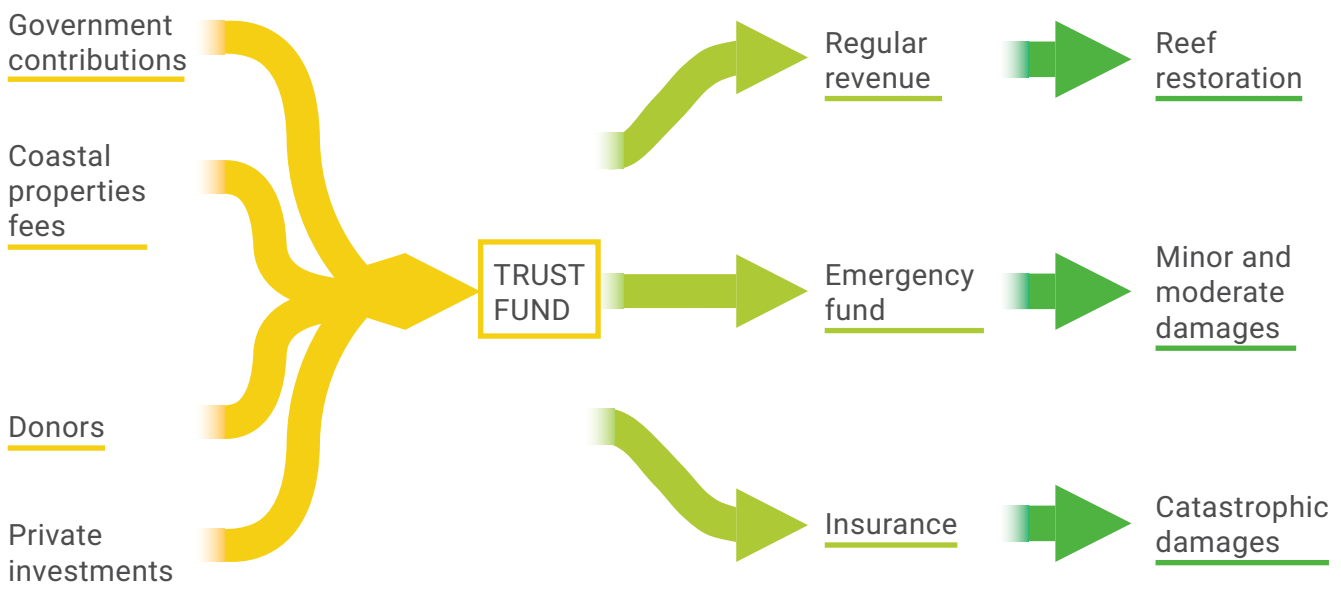 Government
contributions
Coastal
properties
fees
Donors
Private
investments
TRUST
FUND
Regular
revenue
Emergency
fund
Insurance
Reef
restoration
Minor and
moderate
damages
Catastrophic
damages